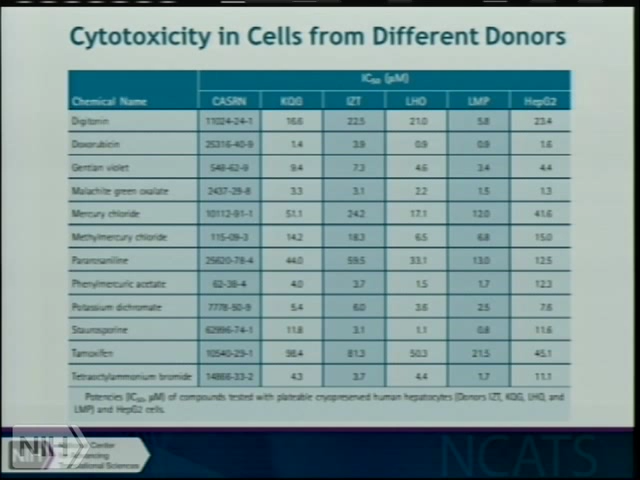 Cytotoxicity in Cells from Different Donors
IC50 (µM)
Chemical Name CASRN KQG IZT LHO LMP HepG2
Digitonin 11024-24-1 16.6 22.5 21.0 5.8 23.4
Doxorubicin 25316-40-9 1.4 3.9 0.9 0.9 1.6
Gentian violet 548-62-9 9.4 7.3 4.6 3.4 4.4
Malachite green oxalate 2437-29-8 3.3 3.1 2.2 1.5 1.3
Mercury chloride 10112-91-1 51.1 24.2 17.1 12.0 41.6
Methylmercury chloride 115-09-3 14.2 18.3 6.5 6.8 15.0
Pararosaniline 25620-78-4 44.0 59.5 33.1 13.0 12.5
Phenylmercuric acetate 62-38-4 4.0 3.7 1.5 1.7 12.3
Potassium dichromate 7778-50-9 5.4 6.0 3.6 2.5 7.6
Staurosporine 62996-74-1 11.8 3.1 1.1 0.8 11.6
Tamoxifen 10540-29-1 98.4 81.3 50.3 21.5 45.1
Tetraoctylammonium bromide 14866-33-2 4.3 3.7 4.4 1.7 11.1
Potencies (IC50, µM) of compounds tested with plateable cryopreserved human hepatocytes (Donors IZT, KQG, LHO, and
LMP) and HepG2 cells.
NIH
Center
Advancing
Translational Sciences
NCATS